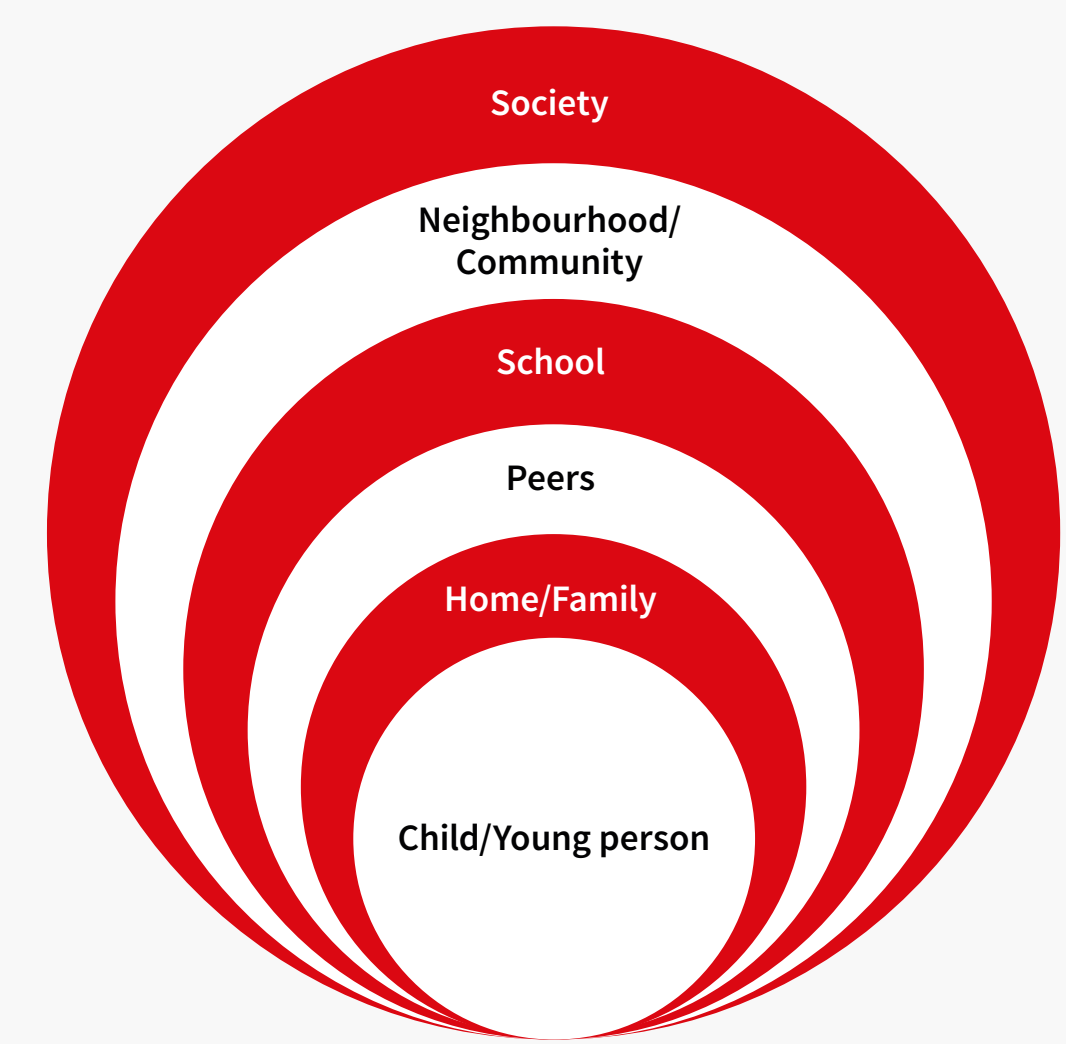 Society
Neighbourhood/
Community
School
Peers
Home/Family
Child/Young person